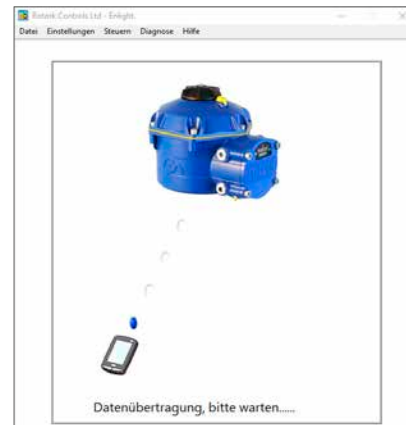 Rotork Controls Ltd - Enlight.
Datei Einstellungen Steuern Diagnose Hilfe
Datenübertragung, bitte warten......